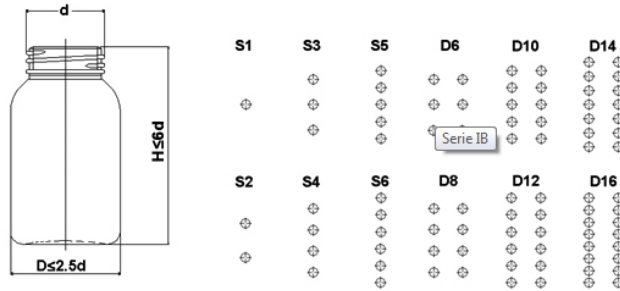 d
H≤6d
D≤2.5d
S1 S3 S5 D6 D10 D14
Serie IB
S2 S4 S6 D8 D12 D16